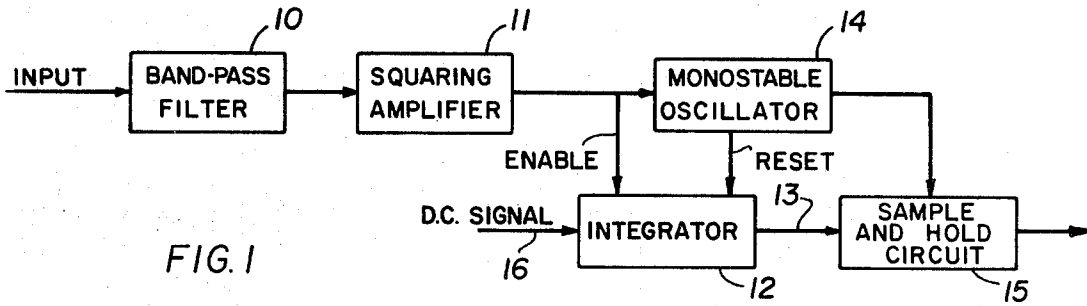 10
11
14
INPUT
BAND-PASS
FILTER
SQUARING
AMPLIFIER
MONOSTABLE
OSCILLATOR
ENABLE
RESET
D.C. SIGNAL
16
INTEGRATOR
12
13
SAMPLE
AND HOLD
CIRCUIT
15
FIG. 1